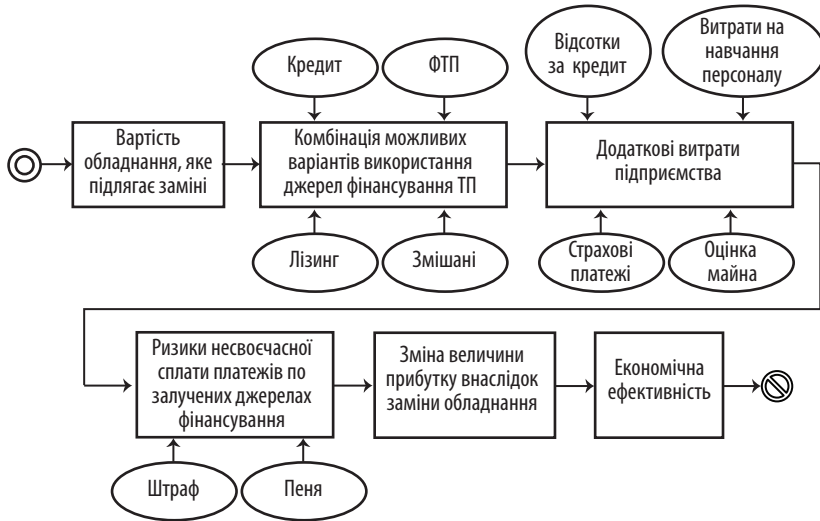 Кредит
ФТП
Відсотки
за кредит
Витрати на
навчання
персоналу
Вартість
обладнання, яке
підлягає заміні
Комбінація можливих
варіантів використання
джерел фінансування ТП
Додаткові витрати
підприємства
Лізинг
Змішані
Страхові
платежі
Оцінка
майна
Ризики несвоєчасної
сплати платежів по
залучених джерелах
фінансування
Зміна величини
прибутку внаслідок
заміни обладнання
Економічна
ефективність
Штраф
Пеня